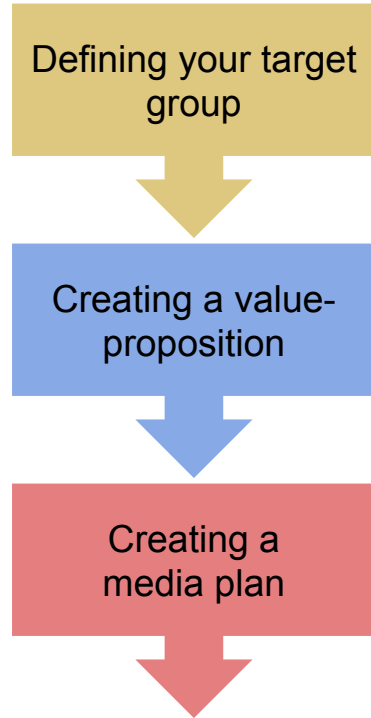 Defining your target
group
Creating a value-
proposition
Creating a
media plan